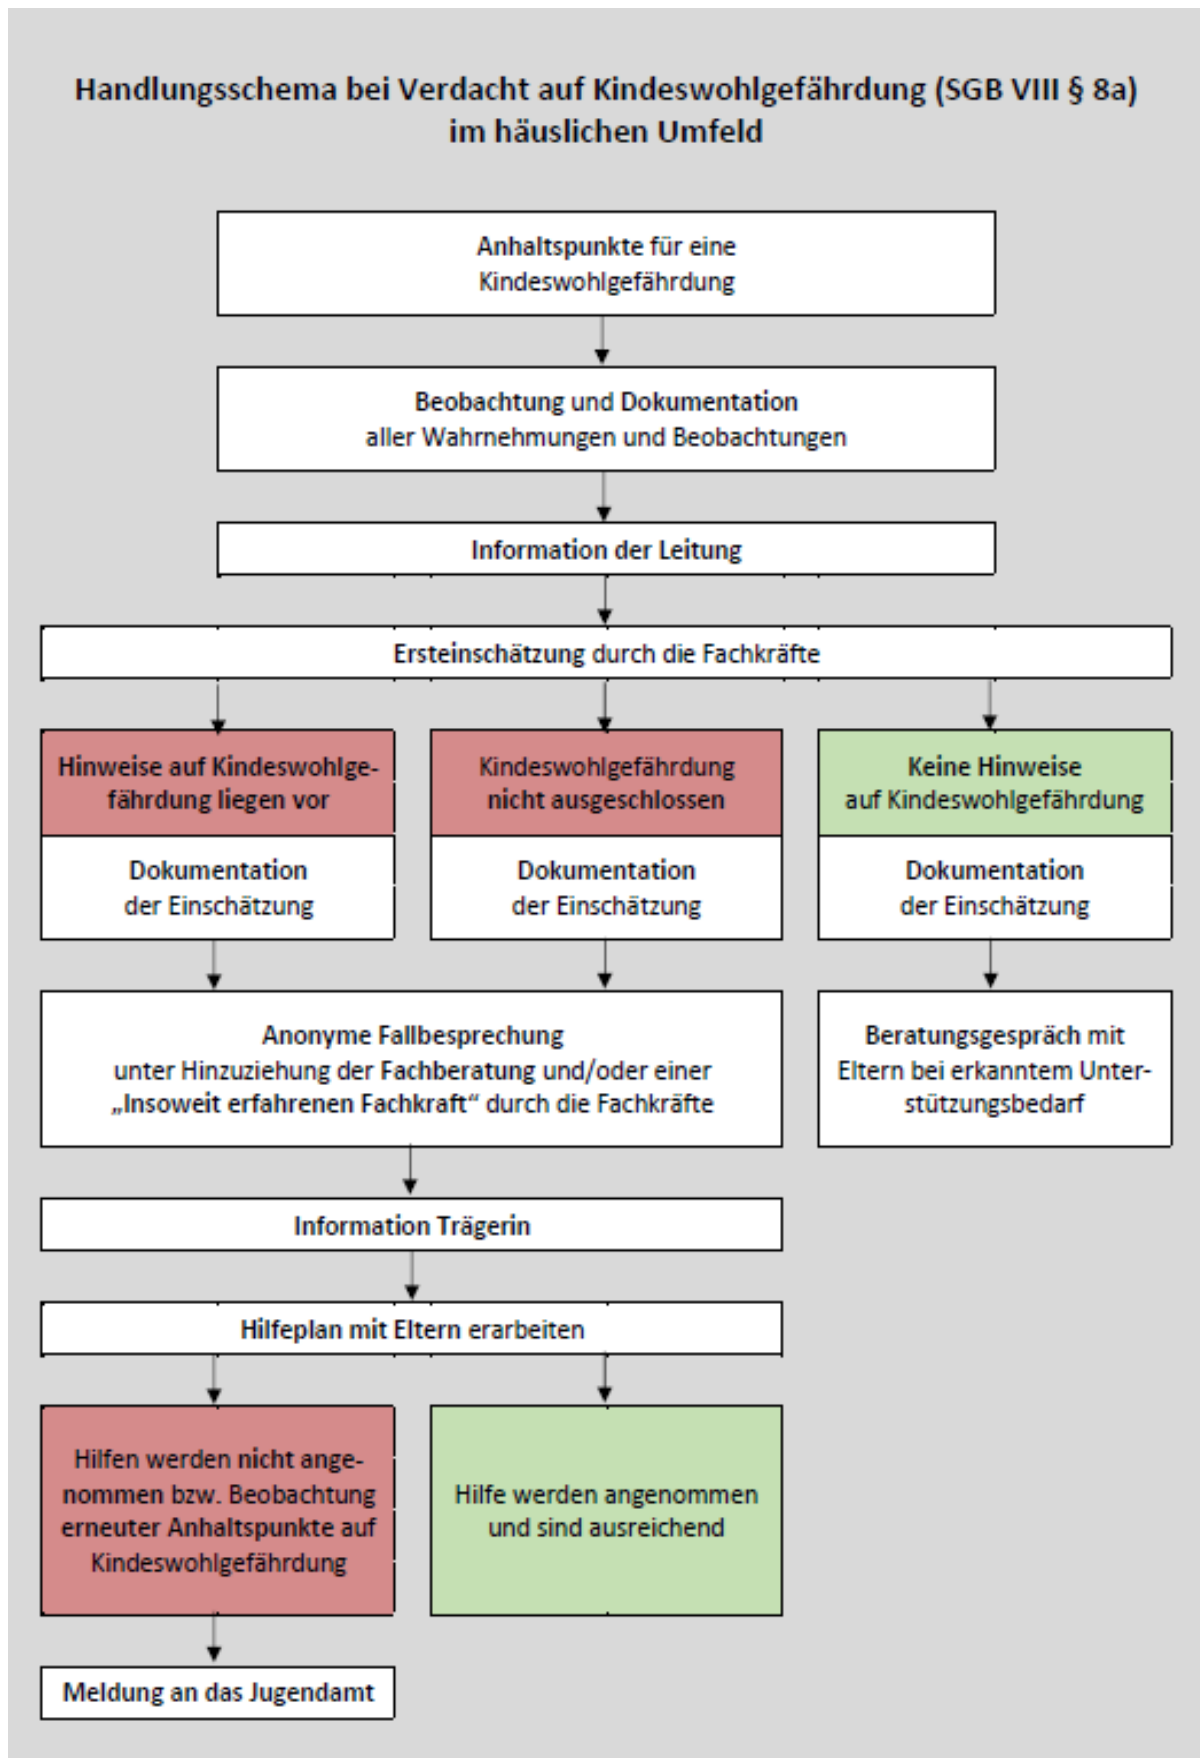 Handlungsschema bei Verdacht auf Kindeswohlgefährdung (SGB VIII § 8a)
im häuslichen Umfeld
Anhaltspunkte für eine
Kindeswohlgefährdung
Beobachtung und Dokumentation
aller Wahrnehmungen und Beobachtungen
Information der Leitung
Ersteinschätzung durch die Fachkräfte
Hinweise auf Kindeswohlge-
fährdung liegen vor
Dokumentation
der Einschätzung
Kindeswohlgefährdung
nicht ausgeschlossen
Dokumentation
der Einschätzung
Keine Hinweise
auf Kindeswohlgefährdung
Dokumentation
der Einschätzung
Anonyme Fallbesprechung
unter Hinzuziehung der Fachberatung und/oder einer
„Insoweit erfahrenen Fachkraft“ durch die Fachkräfte
Beratungsgespräch mit
Eltern bei erkanntem Unter-
stützungsbedarf
Information Trägerin
Hilfeplan mit Eltern erarbeiten
Hilfen werden nicht ange-
nommen bzw. Beobachtung
erneuter Anhaltspunkte auf
Kindeswohlgefährdung
Hilfe werden angenommen
und sind ausreichend
Meldung an das Jugendamt